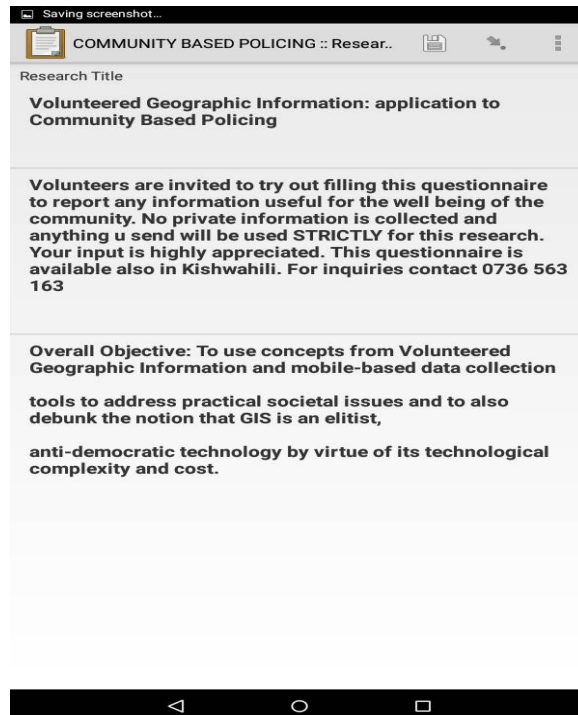 Saving screenshot...
COMMUNITY BASED POLICING :: Resear..
Research Title
Volunteered Geographic Information: application to
Community Based Policing
Volunteers are invited to try out filling this questionnaire
to report any information useful for the well being of the
community. No private information is collected and
anything u send will be used STRICTLY for this research.
Your input is highly appreciated. This questionnaire is
available also in Kishwahili. For inquiries contact 0736 563
163
Overall Objective: To use concepts from Volunteered
Geographic Information and mobile-based data collection
tools to address practical societal issues and to also
debunk the notion that GIS is an elitist,
anti-democratic technology by virtue of its technological
complexity and cost.